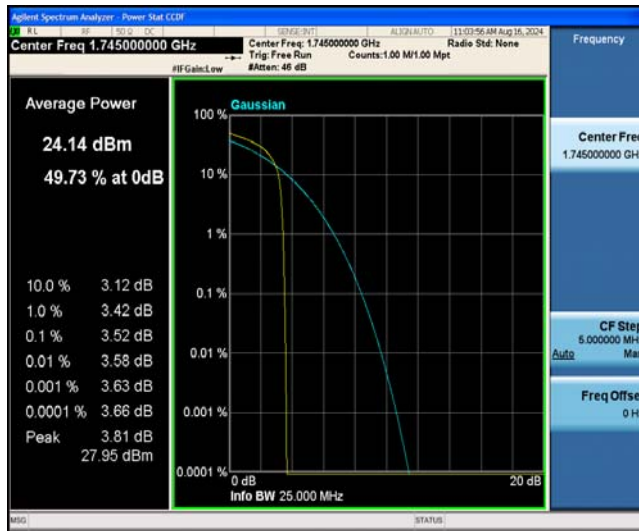 Agilent Spectrum Analyzer - Power Stat CCDF
RL RF 50 Ω DC SENSE:INT ALIGN AUTO 11:03:56 AM Aug 16, 2024
Center Freq 1.745000000 GHz
Center Freq: 1.745000000 GHz Radio Std: None
Trig: Free Run Counts:1.00 M/1.00 Mpt
#IFGain:Low #Atten: 46 dB
Frequency
Average Power
24.14 dBm
49.73 % at 0dB
10.0 % 3.12 dB
1.0 % 3.42 dB
0.1 % 3.52 dB
0.01 % 3.58 dB
0.001 % 3.63 dB
0.0001 % 3.66 dB
Peak 3.81 dB
27.95 dBm
Gaussian
100 %
10 %
1 %
0.1 %
0.01 %
0.001 %
0.0001 %
0 dB 20 dB
Info BW 25.000 MHz
Center Fre
1.745000000 GH
CF Step
5.000000 MH
Auto Ma
Freq Offse
0 H
MSG STATUS